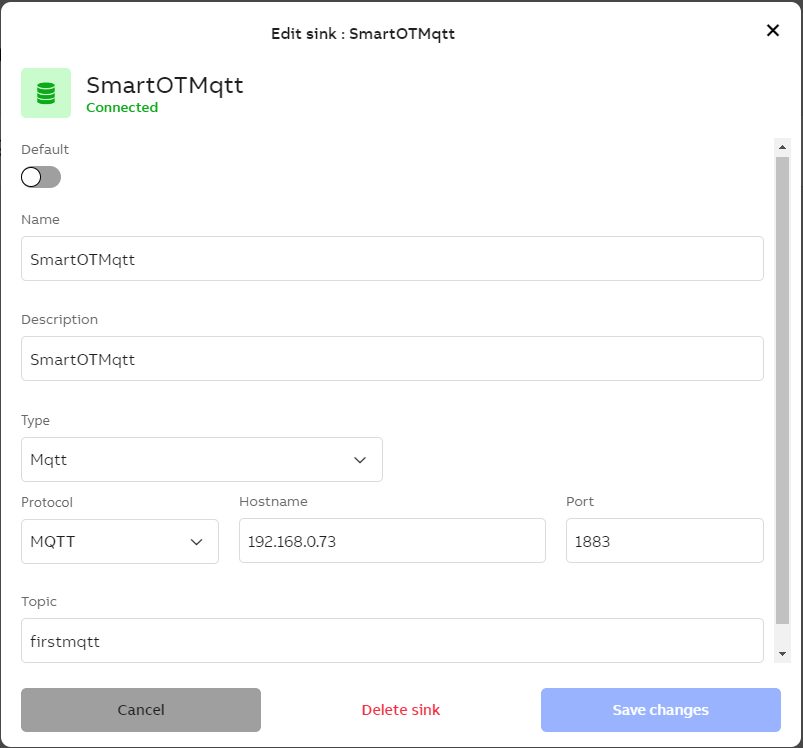 Edit sink : SmartOTMqtt
SmartOTMqtt
Connected
Default
Name
SmartOTMqtt
Description
SmartOTMqtt
Type
Mqtt
Protocol Hostname Port
MQTT 192.168.0.73 1883
Topic
firstmqtt
Cancel Delete sink Save changes